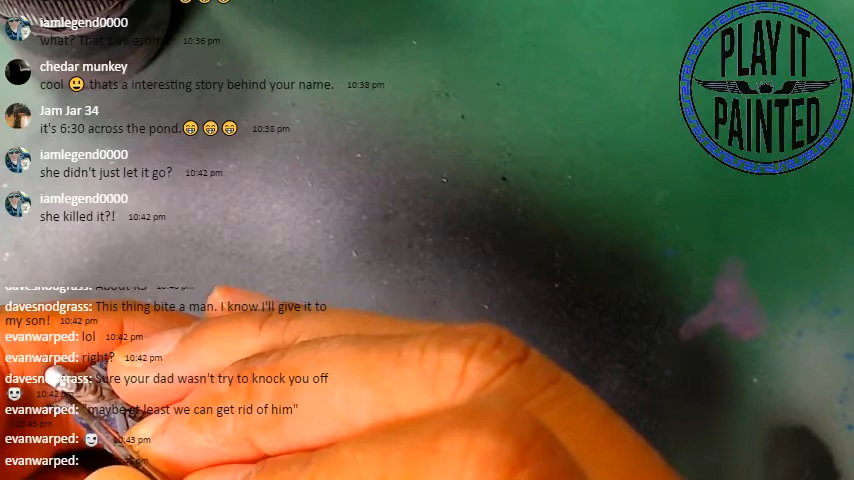 iamlegend0000
what? That's awesome 10:36 pm
chedar munkey
cool 😃 thats a interesting story behind your name. 10:38 pm
Jam Jar 34
it's 6:30 across the pond.😁 😁 😁 10:38 pm
iamlegend0000
she didn't just let it go? 10:42 pm
iamlegend0000
she killed it?! 10:42 pm
davesnodgrass: About
davesnodgrass: This thing bite a man. I know I'll give it to
my son! 10:42 pm
evanwarped: lol 10:42 pm
evanwarped: right? 10:42 pm
davesnodgrass: Sure your dad wasn't try to knock you off
😉 10:42 pm
evanwarped: "maybe at least we can get rid of him"
10:43 pm
evanwarped: 😉 10:43 pm
evanwarped:
PLAY IT
PAINTED